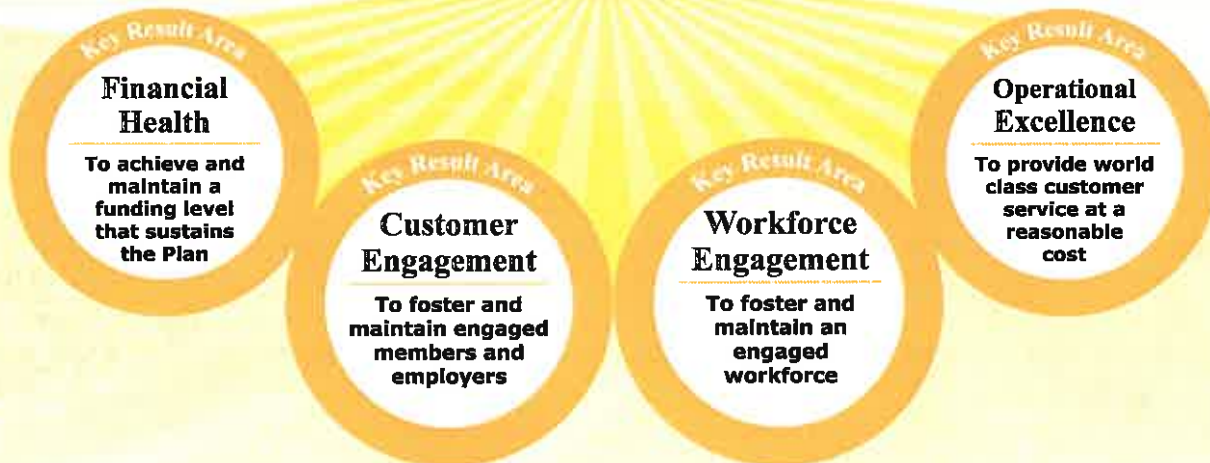 Key Result Area
Financial
Health
To achieve and
maintain a
funding level
that sustains
the Plan
Key Result Area
Customer
Engagement
To foster and
maintain engaged
members and
employers
Key Result Area
Workforce
Engagement
To foster and
maintain an
engaged
workforce
Key Result Area
Operational
Excellence
To provide world
class customer
service at a
reasonable
cost